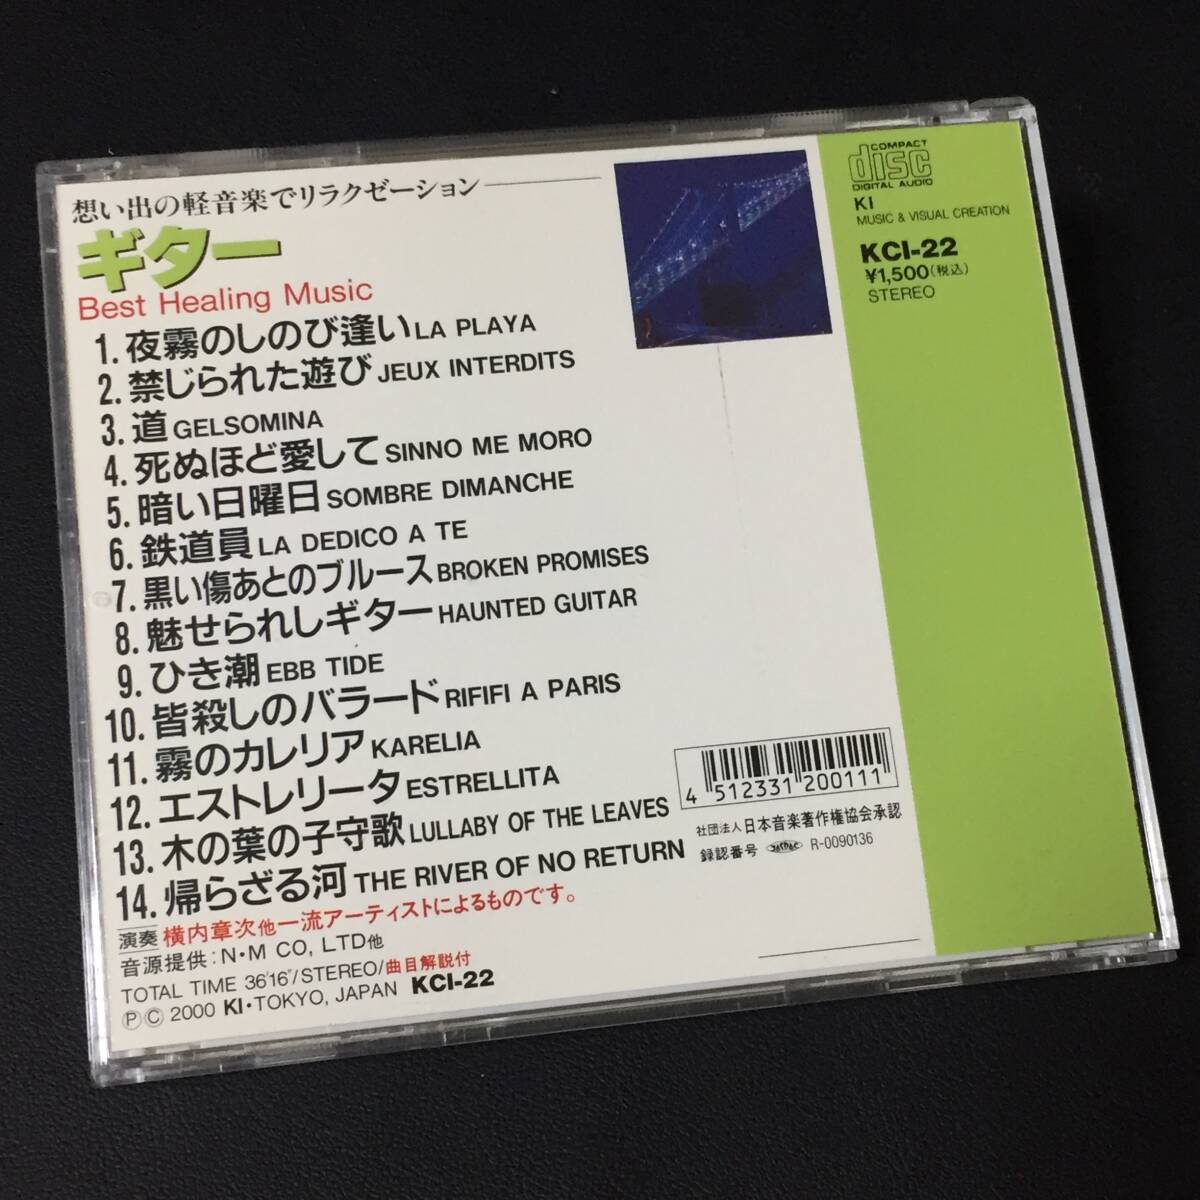 想い出の軽音楽でリラクゼーション
ギター
Best Healing Music
1. 夜霧のしのび逢い LA PLAYA
2. 禁じられた遊び JEUX INTERDITS
3. 道 GELSOMINA
4. 死ぬほど愛して SINNO ME MORO
5. 暗い日曜日 SOMBRE DIMANCHE
6. 鉄道員 LA DEDICO A TE
7. 黒い傷あとのブルース BROKEN PROMISES
8. 魅せられしギター HAUNTED GUITAR
9. ひき潮 EBB TIDE
10. 皆殺しのバラード RIFIFI A PARIS
11. 霧のカレリア KARELIA
12. エストレリータ ESTRELLITA
13. 木の葉の子守歌 LULLABY OF THE LEAVES
14. 帰らざる河 THE RIVER OF NO RETURN
演奏 横内章次他一流アーティストによるものです。
音源提供:N・M CO, LTD他
TOTAL TIME 36'16"/STEREO/曲目解説付
ⓅⒸ 2000 KI・TOKYO, JAPAN KCI-22
COMPACT
disc
DIGITAL AUDIO
KI
MUSIC & VISUAL CREATION
KCI-22
¥1,500(税込)
STEREO
4 512331 200111
社団法人日本音楽著作権協会承認
録認番号 JASRAC R-0090136